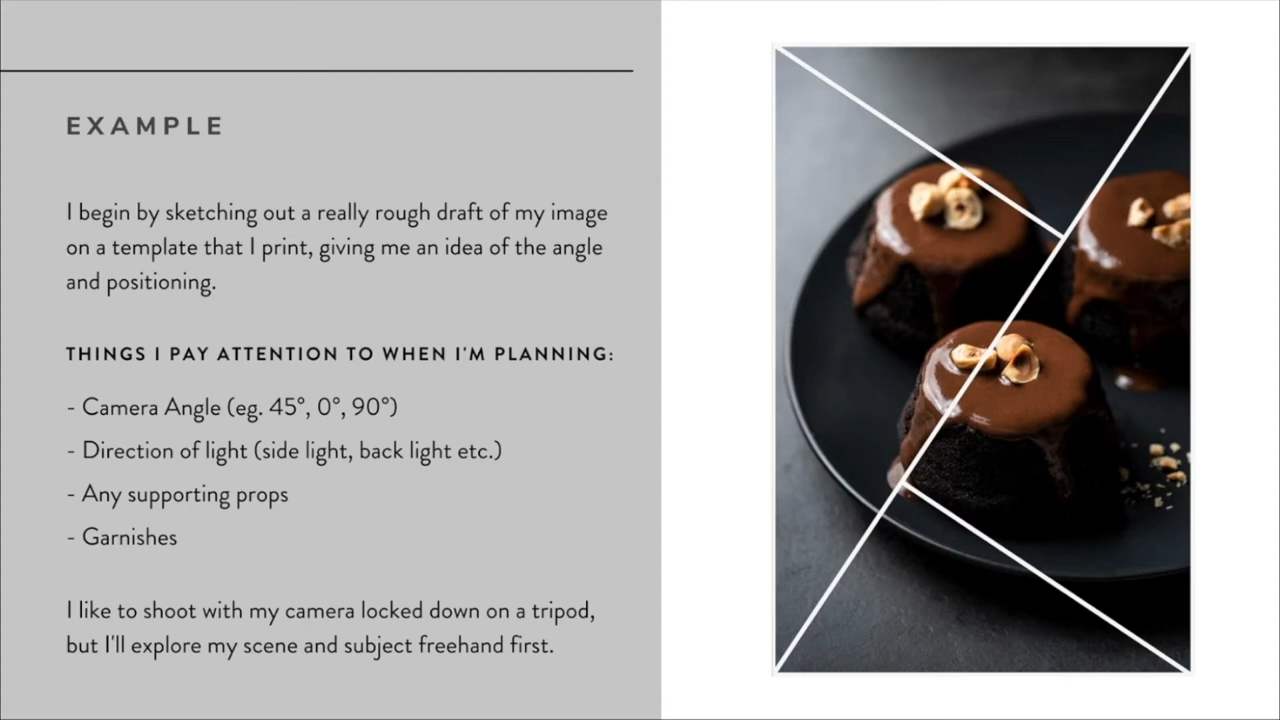 EXAMPLE
I begin by sketching out a really rough draft of my image
on a template that I print, giving me an idea of the angle
and positioning.
THINGS I PAY ATTENTION TO WHEN I'M PLANNING:
- Camera Angle (eg. 45°, 0°, 90°)
- Direction of light (side light, back light etc.)
- Any supporting props
- Garnishes
I like to shoot with my camera locked down on a tripod,
but I'll explore my scene and subject freehand first.